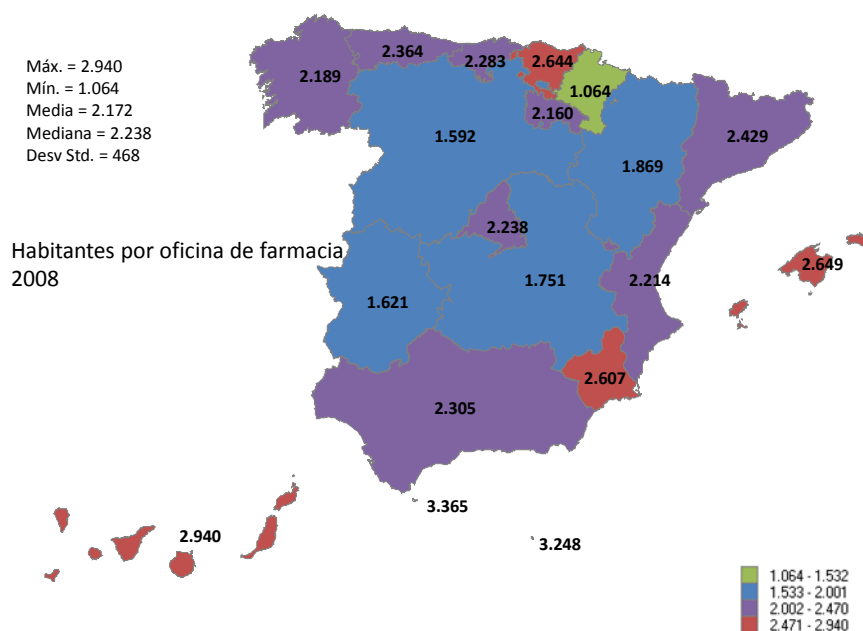 Máx. = 2.940
Mín. = 1.064
Media = 2.172
Mediana = 2.238
Desv Std. = 468
Habitantes por oficina de farmacia
2008
2.364
2.283
2.644
2.189
1.064
2.160
2.429
1.592
1.869
2.238
2.649
2.214
1.751
1.621
2.607
2.305
3.365
2.940
3.248
1.064 - 1.532
1.533 - 2.001
2.002 - 2.470
2.471 - 2.940